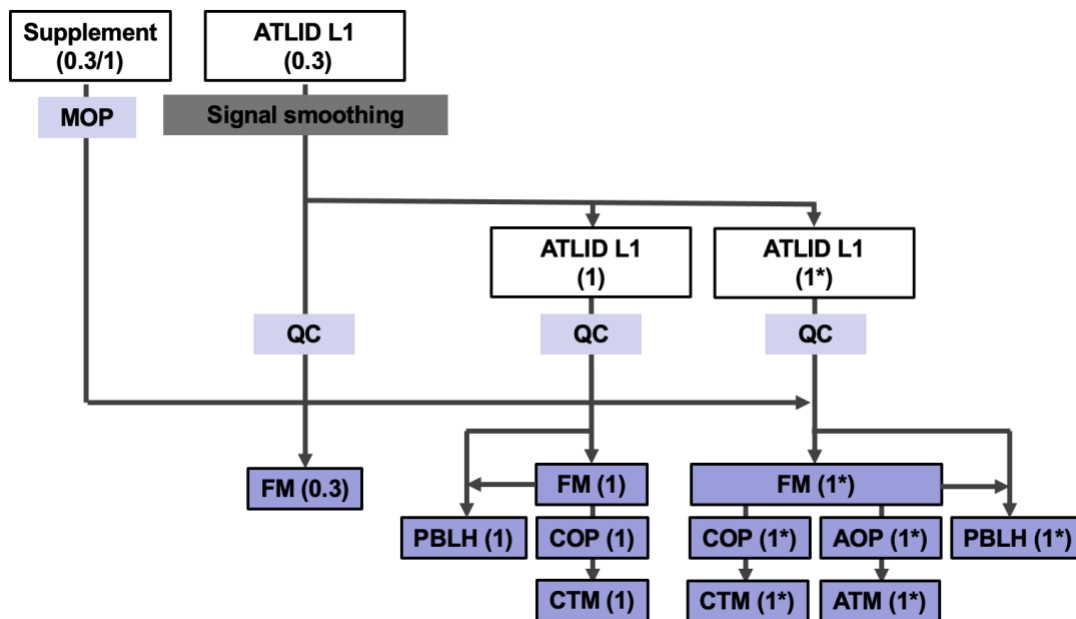 Supplement
(0.3/1)
ATLID L1
(0.3)
MOP
Signal smoothing
ATLID L1
(1)
ATLID L1
(1*)
QC
QC
QC
FM (0.3)
FM (1)
FM (1*)
PBLH (1)
COP (1)
COP (1*)
AOP (1*)
PBLH (1*)
CTM (1)
CTM (1*)
ATM (1*)